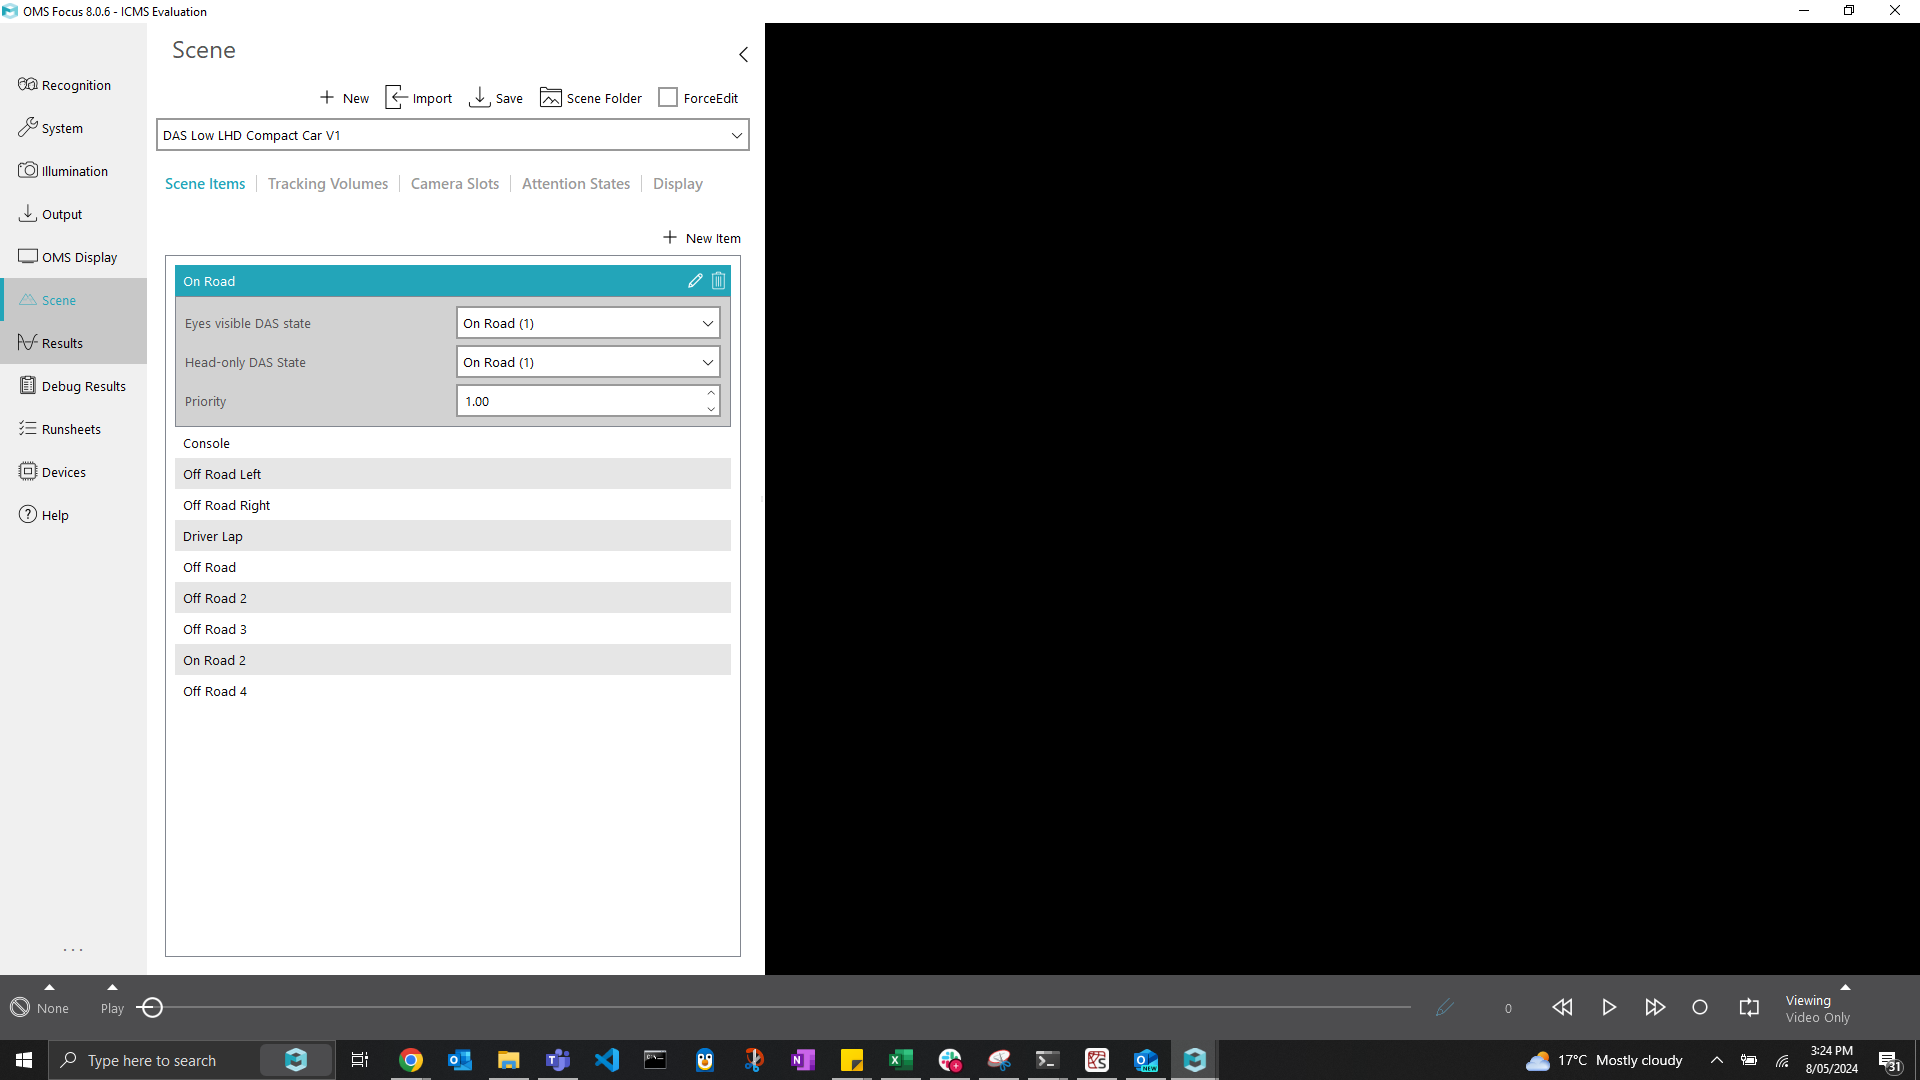 OMS Focus 8.0.6 - ICMS Evaluation
Recognition
System
Illumination
Output
OMS Display
Scene
Results
Debug Results
Runsheets
Devices
Help
...
Scene
New
Import
Save
Scene Folder
ForceEdit
DAS Low LHD Compact Car V1
Scene Items
Tracking Volumes
Camera Slots
Attention States
Display
New Item
On Road
Eyes visible DAS state
On Road (1)
Head-only DAS State
On Road (1)
Priority
1.00
Console
Off Road Left
Off Road Right
Driver Lap
Off Road
Off Road 2
Off Road 3
On Road 2
Off Road 4
None
Play
0
Viewing
Video Only
Type here to search
17°C Mostly cloudy
3:24 PM
8/05/2024
31